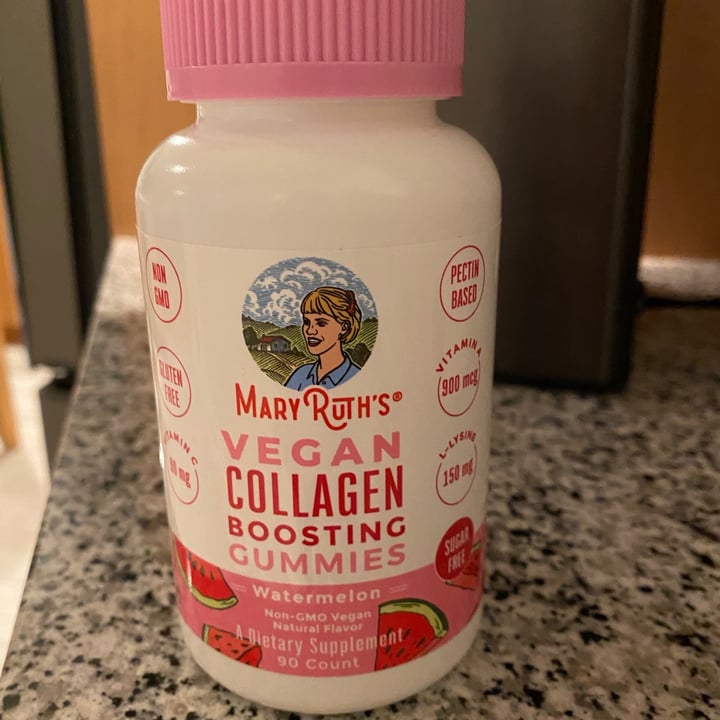 NON
GMO
PECTIN
BASED
VITAMIN A
900 mcg
GLUTEN
FREE
MARY RUTH'S®
VEGAN
COLLAGEN
BOOSTING
GUMMIES
VITAMIN C
90 mg
L-LYSINE
150 mg
SUGAR
FREE
Watermelon
Non-GMO Vegan
Natural Flavor
A Dietary Supplement
90 Count